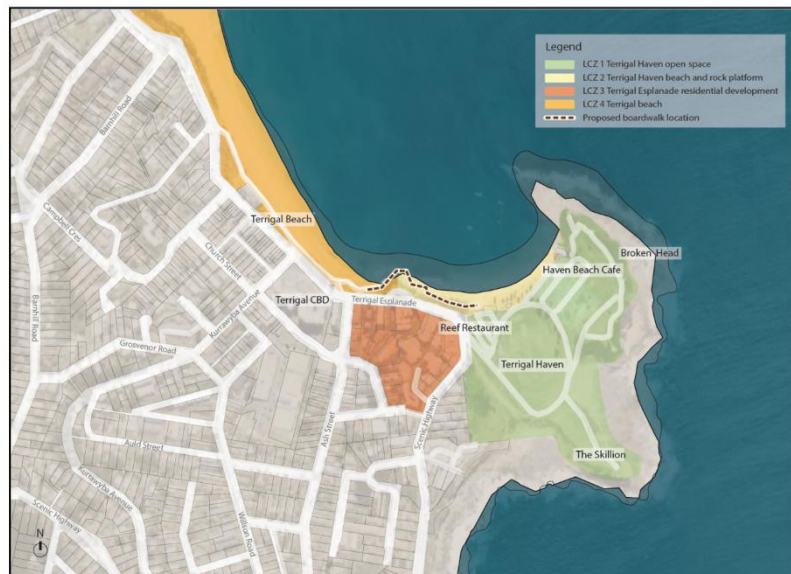 Legend
LCZ 1 Terrigal Haven open space
LCZ 2 Terrigal Haven beach and rock platform
LCZ 3 Terrigal Esplanade residential development
LCZ 4 Terrigal beach
Proposed boardwalk location
Barnhill Road
Campbell Cres
Terrigal Beach
Church Street
Broken Head
Haven Beach Cafe
Terrigal CBD
Terrigal Esplanade
Kurrawyba Avenue
Reef Restaurant
Barnhill Road
Grosvenor Road
Terrigal Haven
Ash Street
Scenic Highway
Auld Street
The Skillion
Kurrawyba Avenue
Scenic Highway
Willson Road
N